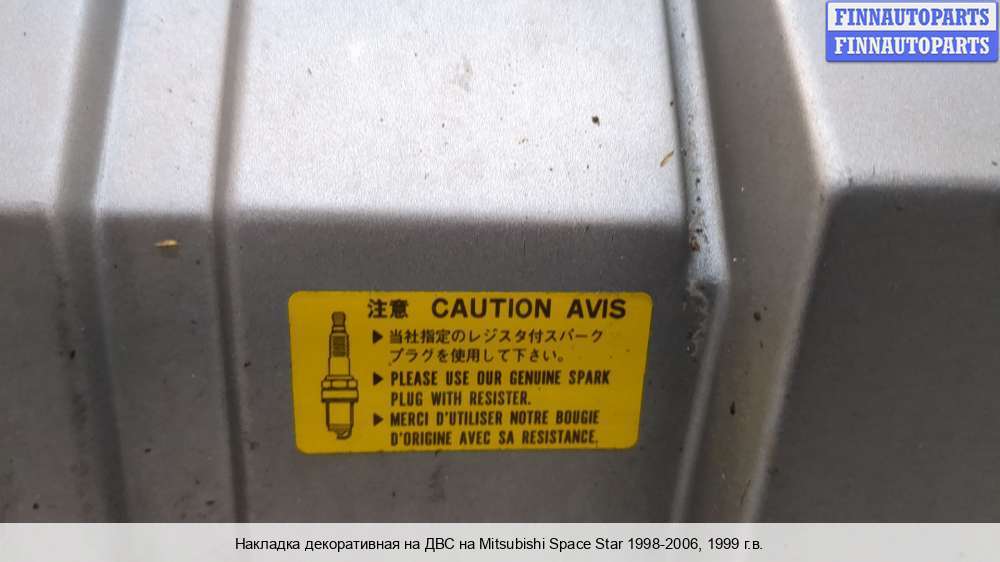 FINNAUTOPARTS
FINNAUTOPARTS
注意 CAUTION AVIS
▶ 当社指定のレジスタ付スパーク
プラグを使用して下さい。
▶ PLEASE USE OUR GENUINE SPARK
PLUG WITH RESISTER.
▶ MERCI D'UTILISER NOTRE BOUGIE
D'ORIGINE AVEC SA RESISTANCE.
Накладка декоративная на ДВС на Mitsubishi Space Star 1998-2006, 1999 г.в.